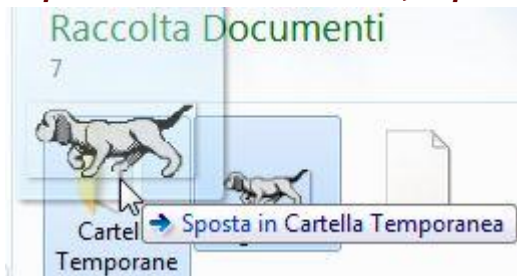 Raccolta Documenti
7
Sposta in Cartella Temporanea
Cartel
Temporane